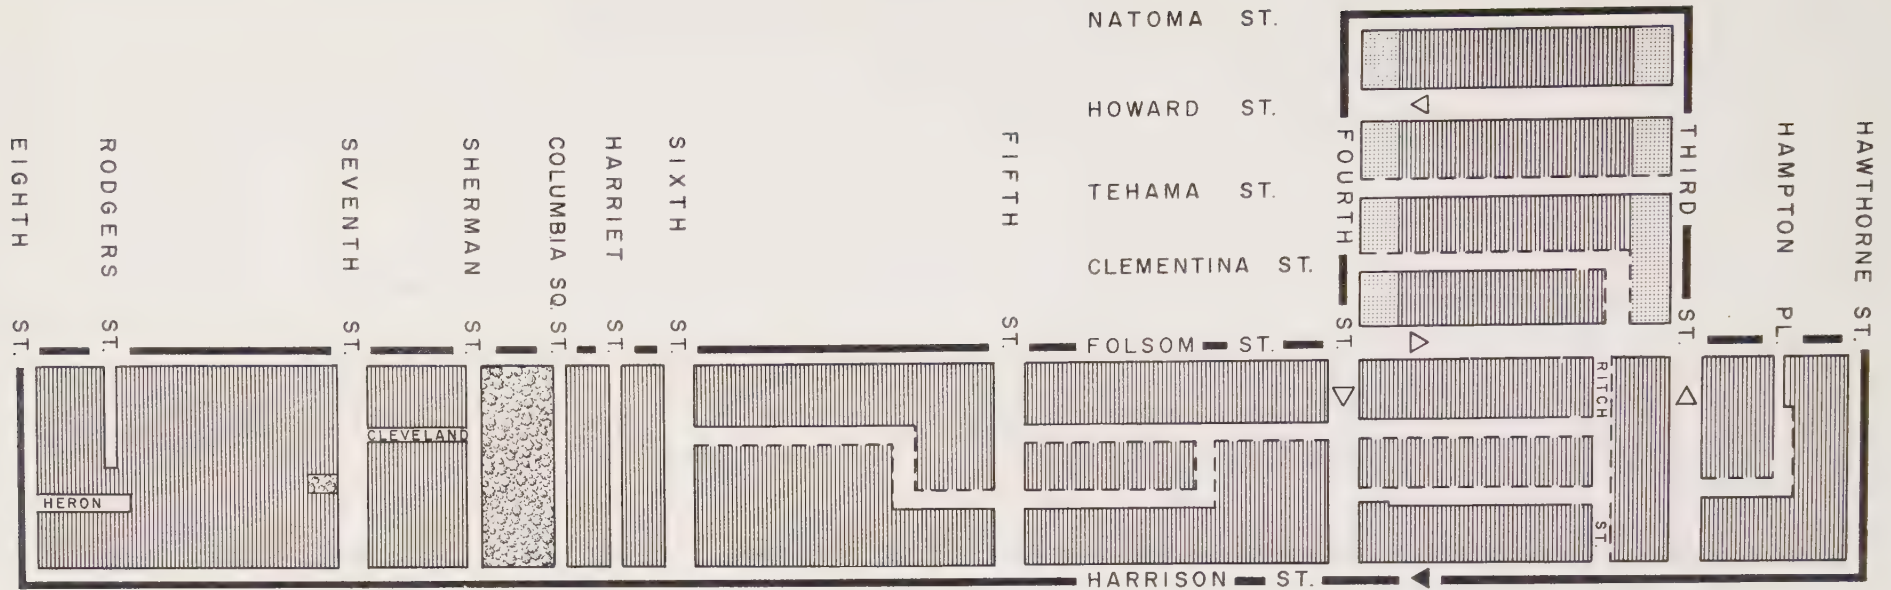 NATOMA ST.
HOWARD ST.
TEHAMA ST.
CLEMENTINA ST.
EIGHTH ST.
RODGERS ST.
SEVENTH ST.
SHERMAN ST.
COLUMBIA SQ. ST.
HARRIET ST.
SIXTH ST.
FIFTH ST.
FOURTH ST.
THIRD ST.
HAMPTON PL.
HAWTHORNE ST.
FOLSOM ST.
RITCH ST.
CLEVELAND
HERON
HARRISON ST.